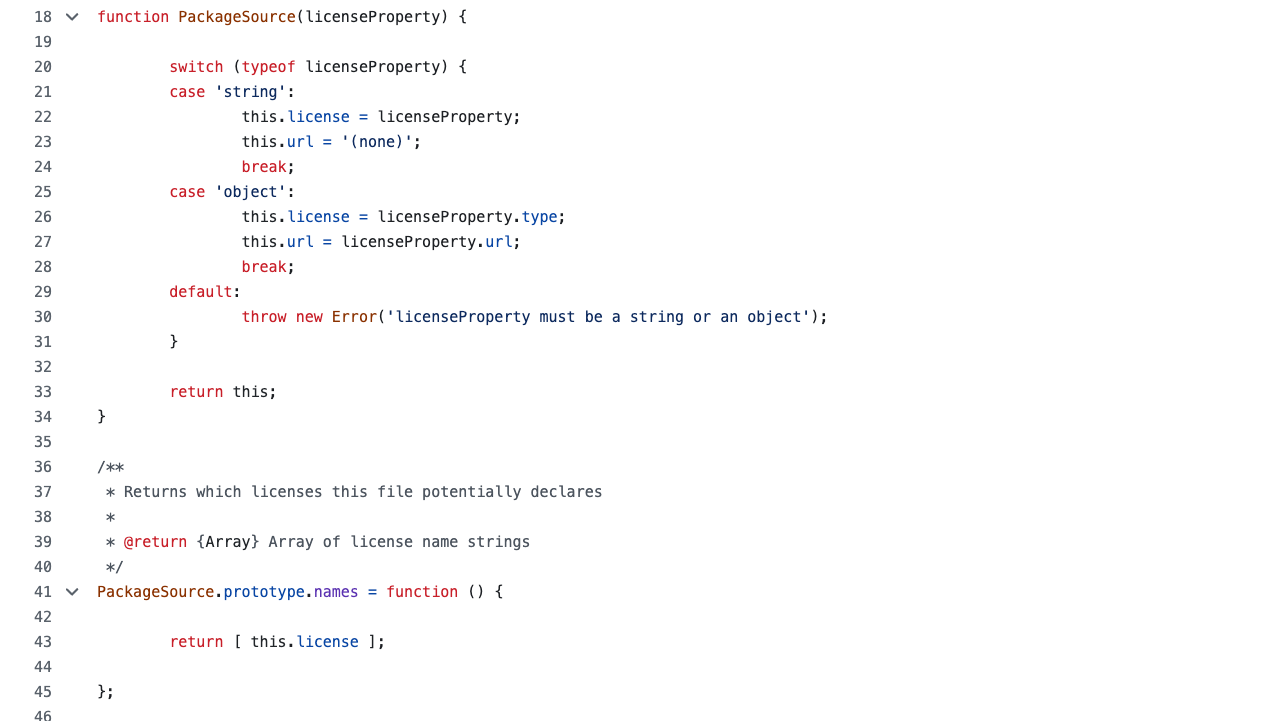 18 function PackageSource(licenseProperty) {
19
20 switch (typeof licenseProperty) {
21 case 'string':
22 this.license = licenseProperty;
23 this.url = '(none)';
24 break;
25 case 'object':
26 this.license = licenseProperty.type;
27 this.url = licenseProperty.url;
28 break;
29 default:
30 throw new Error('licenseProperty must be a string or an object');
31 }
32
33 return this;
34 }
35
36 /**
37 * Returns which licenses this file potentially declares
38 *
39 * @return {Array} Array of license name strings
40 */
41 PackageSource.prototype.names = function () {
42
43 return [ this.license ];
44
45 };
46